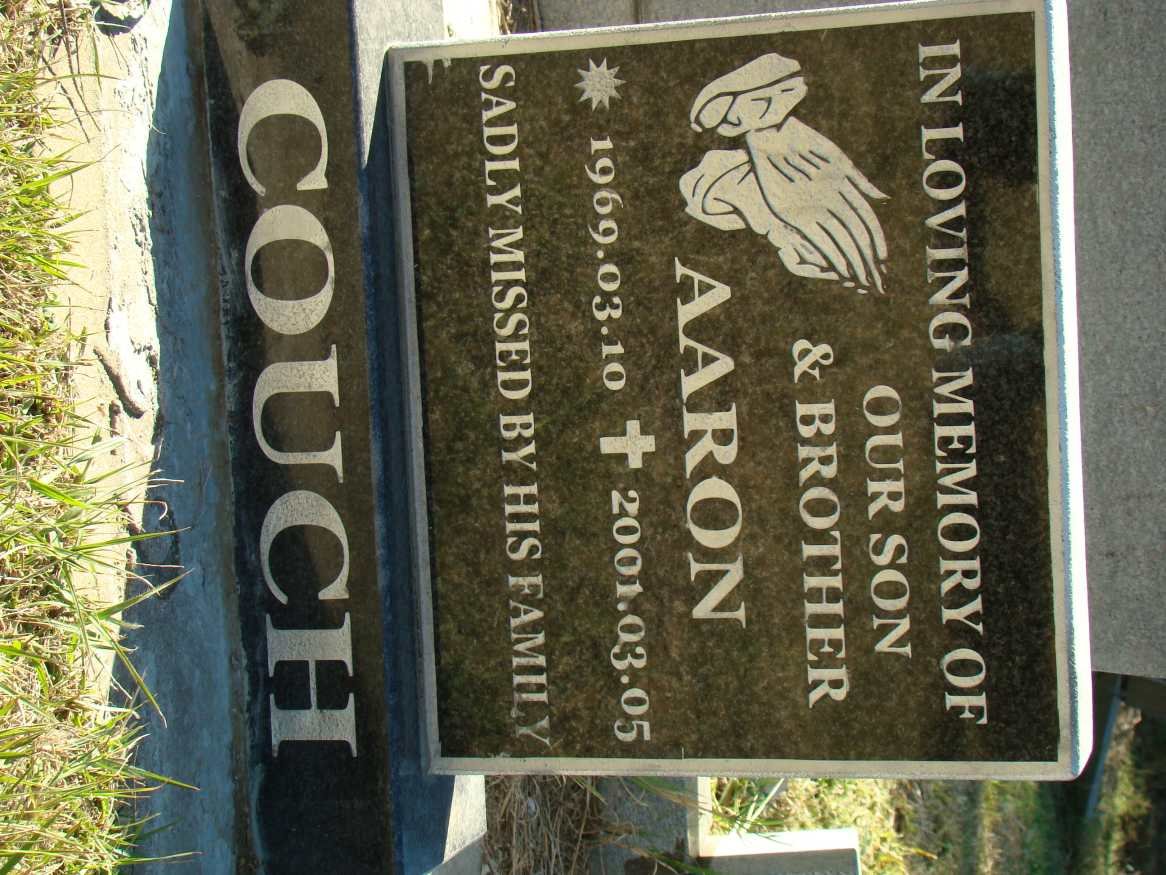 IN LOVING MEMORY OF
OUR SON
& BROTHER
AARON
1969.03.10 2001.03.05
SADLY MISSED BY HIS FAMILY
COUCH